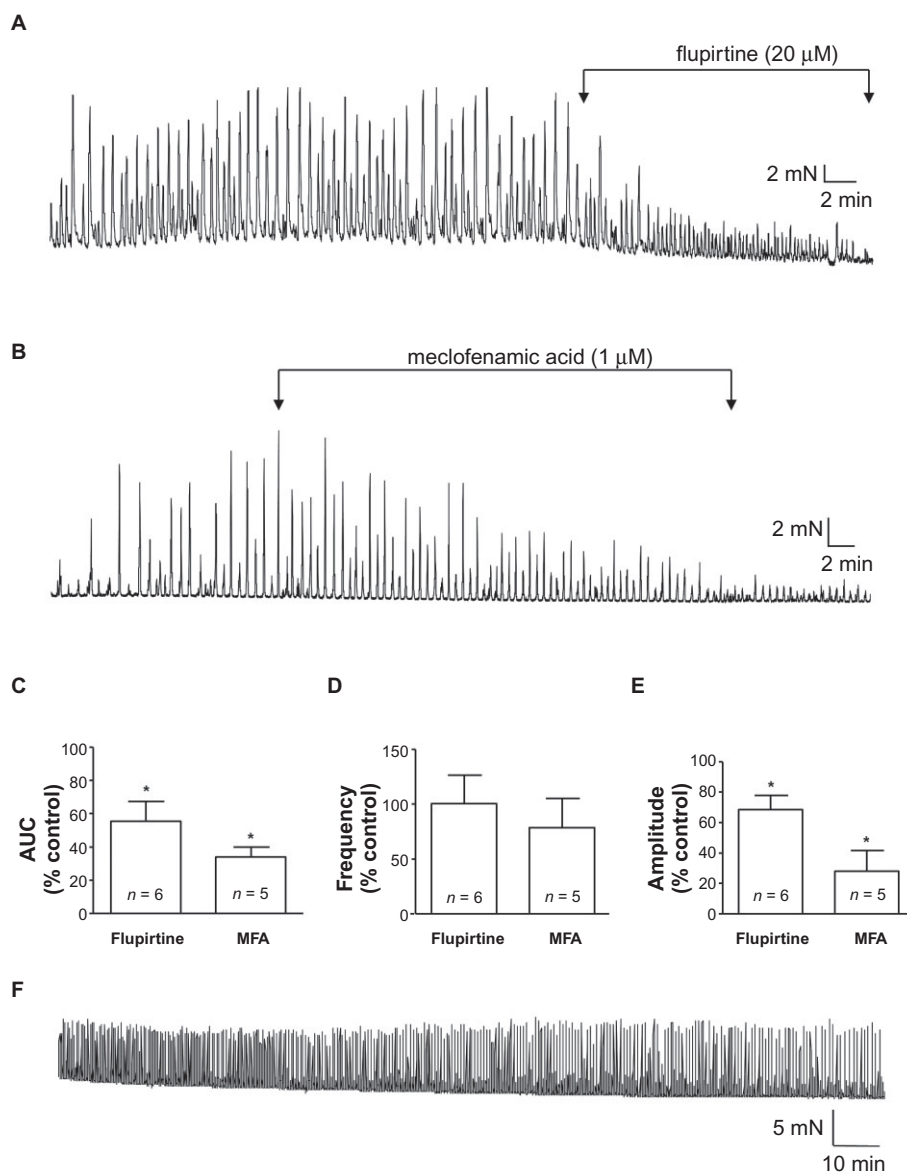 A
flupirtine (20 μM)
2 mN
2 min
B
meclofenamic acid (1 μM)
2 mN
2 min
C
D
E
100
80
60
40
20
0
AUC
(% control)
*
*
n = 6
n = 5
Flupirtine
MFA
150
100
50
0
Frequency
(% control)
n = 6
n = 5
Flupirtine
MFA
100
80
60
40
20
0
Amplitude
(% control)
*
*
n = 6
n = 5
Flupirtine
MFA
F
5 mN
10 min